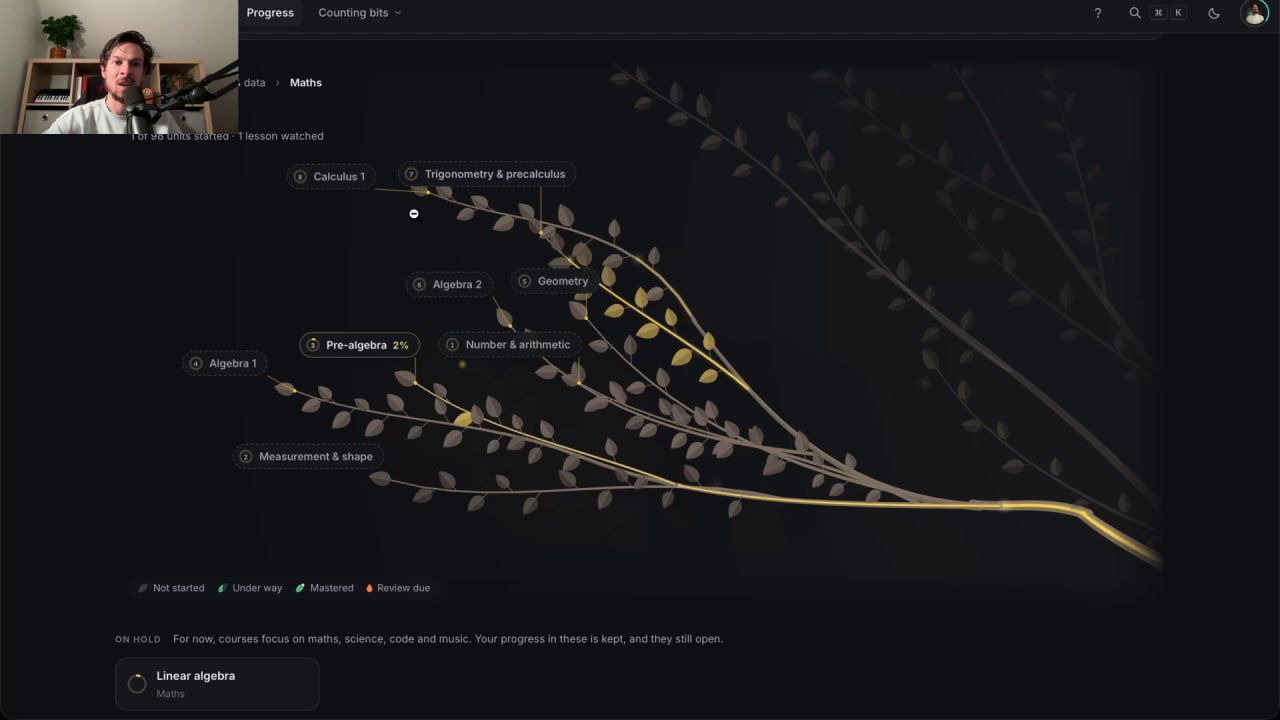 Progress
Counting bits
?
⌘ K
data › Maths
1 of 98 units started · 1 lesson watched
8 Calculus 1
7 Trigonometry & precalculus
6 Algebra 2
5 Geometry
3 Pre-algebra 2%
1 Number & arithmetic
4 Algebra 1
2 Measurement & shape
Not started
Under way
Mastered
Review due
ON HOLD For now, courses focus on maths, science, code and music. Your progress in these is kept, and they still open.
Linear algebra
Maths